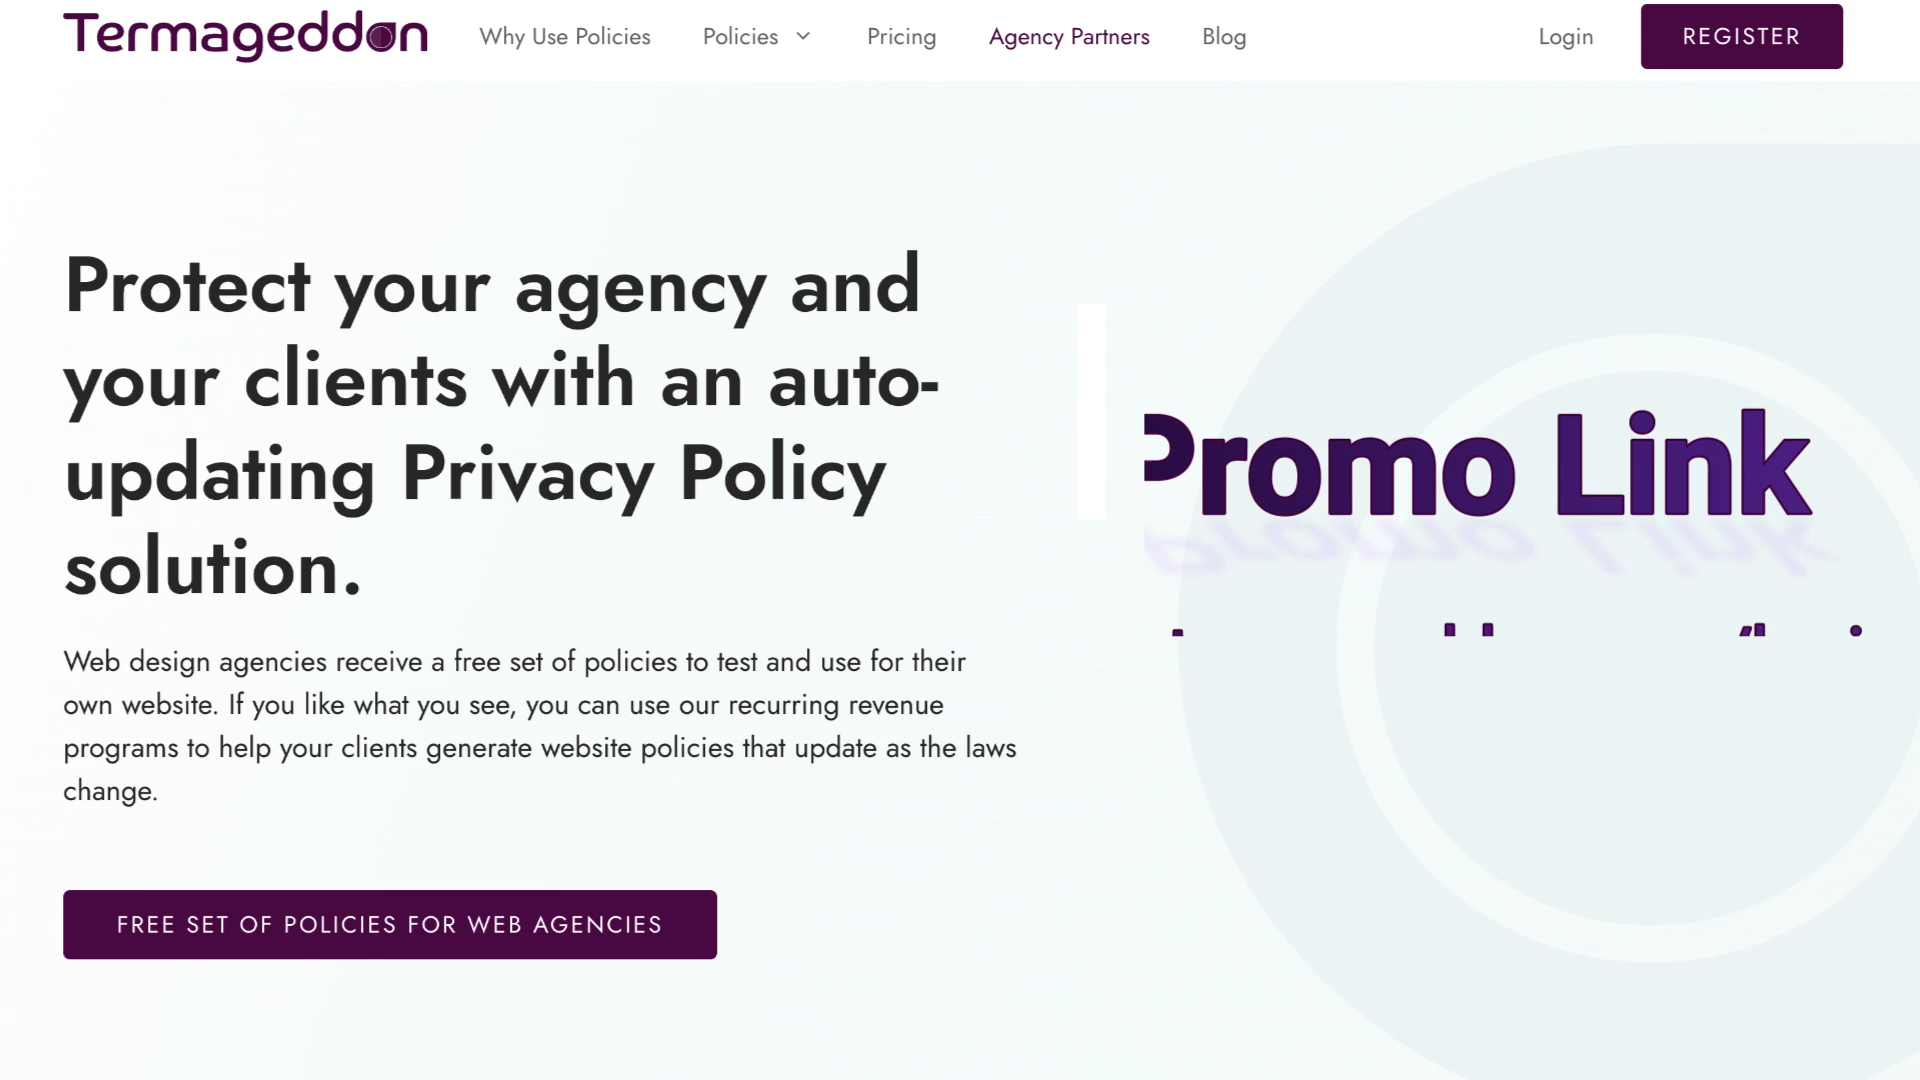 Termageddon
Why Use Policies
Policies
Pricing
Agency Partners
Blog
Login
REGISTER
Protect your agency and
your clients with an auto-
updating Privacy Policy
solution.
Promo Link
Web design agencies receive a free set of policies to test and use for their
own website. If you like what you see, you can use our recurring revenue
programs to help your clients generate website policies that update as the laws
change.
FREE SET OF POLICIES FOR WEB AGENCIES